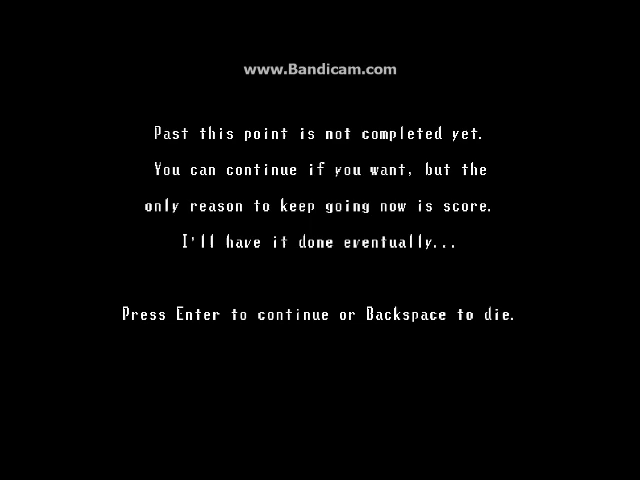 www.Bandicam.com
Past this point is not completed yet.
You can continue if you want, but the
only reason to keep going now is score.
I'll have it done eventually...
Press Enter to continue or Backspace to die.